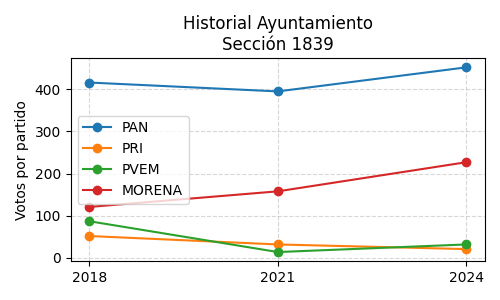 Historial Ayuntamiento
Sección 1839
Votos por partido
400
300
200
100
0
PAN
PRI
PVEM
MORENA
2018
2021
2024